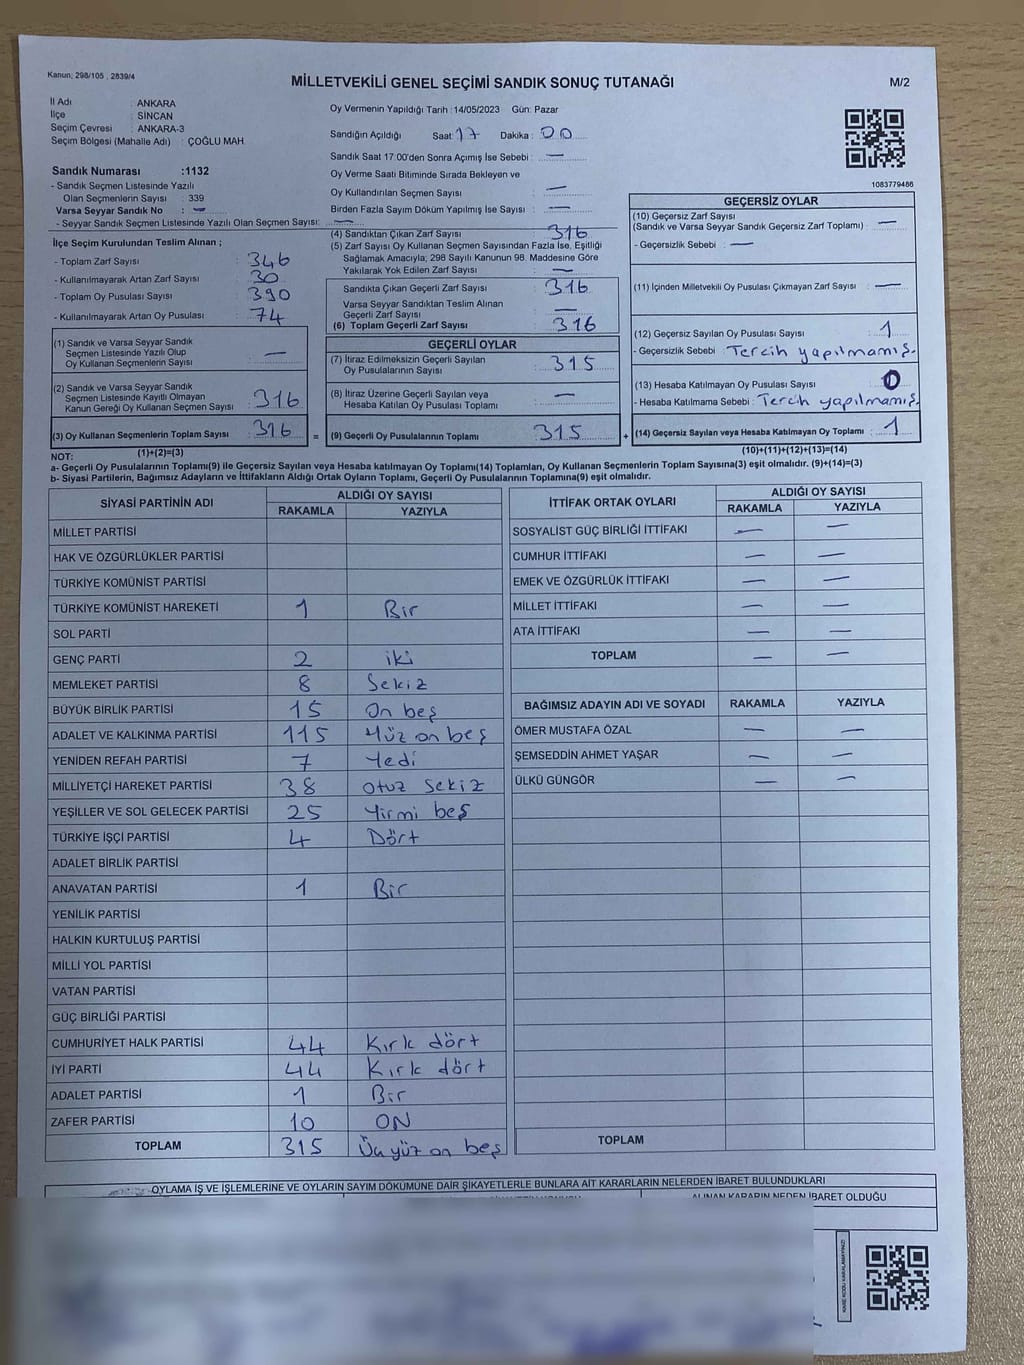 Kanun; 298/105 , 2839/4
MİLLETVEKİLİ GENEL SEÇİMİ SANDIK SONUÇ TUTANAĞI
M/2
İl Adı : ANKARA
İlçe : SİNCAN
Seçim Çevresi : ANKARA-3
Seçim Bölgesi (Mahalle Adı) : ÇOĞLU MAH
Sandık Numarası :1132
- Sandık Seçmen Listesinde Yazılı
Olan Seçmenlerin Sayısı : 339
Varsa Seyyar Sandık No : —
- Seyyar Sandık Seçmen Listesinde Yazılı Olan Seçmen Sayısı: —
Oy Vermenin Yapıldığı Tarih : 14/05/2023 Gün: Pazar
Sandığın Açıldığı Saat 17 Dakika : 00
Sandık Saat 17:00'den Sonra Açımış İse Sebebi : —
Oy Verme Saati Bitiminde Sırada Bekleyen ve
Oy Kullandırılan Seçmen Sayısı : —
Birden Fazla Sayım Döküm Yapılmış İse Sayısı : —
1083779486
İlçe Seçim Kurulundan Teslim Alınan ;
- Toplam Zarf Sayısı : 346
- Kullanılmayarak Artan Zarf Sayısı : 30
- Toplam Oy Pusulası Sayısı : 390
- Kullanılmayarak Artan Oy Pusulası : 74
(4) Sandıktan Çıkan Zarf Sayısı : 316
(5) Zarf Sayısı Oy Kullanan Seçmen Sayısından Fazla İse, Eşitliği
Sağlamak Amacıyla; 298 Sayılı Kanunun 98. Maddesine Göre
Yakılarak Yok Edilen Zarf Sayısı : —
Sandıkta Çıkan Geçerli Zarf Sayısı : 316
Varsa Seyyar Sandıktan Teslim Alınan
Geçerli Zarf Sayısı : —
(6) Toplam Geçerli Zarf Sayısı : 316
GEÇERSİZ OYLAR
(10) Geçersiz Zarf Sayısı
(Sandık ve Varsa Seyyar Sandık Geçersiz Zarf Toplamı) : —
- Geçersizlik Sebebi : —
(11) İçinden Milletvekili Oy Pusulası Çıkmayan Zarf Sayısı : —
(12) Geçersiz Sayılan Oy Pusulası Sayısı : 1
- Geçersizlik Sebebi : Tercih yapılmamış.
(13) Hesaba Katılmayan Oy Pusulası Sayısı : 0
- Hesaba Katılmama Sebebi : Tercih yapılmamış.
(14) Geçersiz Sayılan veya Hesaba Katılmayan Oy Toplamı : 1
(10)+(11)+(12)+(13)=(14)
(1) Sandık ve Varsa Seyyar Sandık
Seçmen Listesinde Yazılı Olup
Oy Kullanan Seçmenlerin Sayısı : —
(2) Sandık ve Varsa Seyyar Sandık
Seçmen Listesinde Kayıtlı Olmayan
Kanun Gereği Oy Kullanan Seçmen Sayısı : 316
(3) Oy Kullanan Seçmenlerin Toplam Sayısı : 316 =
(1)+(2)=(3)
GEÇERLİ OYLAR
(7) İtiraz Edilmeksizin Geçerli Sayılan
Oy Pusulalarının Sayısı : 315
(8) İtiraz Üzerine Geçerli Sayılan veya
Hesaba Katılan Oy Pusulası Toplamı : —
(9) Geçerli Oy Pusulalarının Toplamı : 315 +
NOT:
a- Geçerli Oy Pusulalarının Toplamı(9) ile Geçersiz Sayılan veya Hesaba katılmayan Oy Toplamı(14) Toplamları, Oy Kullanan Seçmenlerin Toplam Sayısına(3) eşit olmalıdır. (9)+(14)=(3)
b- Siyasi Partilerin, Bağımsız Adayların ve İttifakların Aldığı Ortak Oyların Toplamı, Geçerli Oy Pusulalarının Toplamına(9) eşit olmalıdır.
SİYASİ PARTİNİN ADI ALDIĞI OY SAYISI
RAKAMLA YAZIYLA
MİLLET PARTİSİ
HAK VE ÖZGÜRLÜKLER PARTİSİ
TÜRKİYE KOMÜNİST PARTİSİ
TÜRKİYE KOMÜNİST HAREKETİ 1 Bir
SOL PARTİ
GENÇ PARTİ 2 iki
MEMLEKET PARTİSİ 8 Sekiz
BÜYÜK BİRLİK PARTİSİ 15 On beş
ADALET VE KALKINMA PARTİSİ 115 Yüz on beş
YENİDEN REFAH PARTİSİ 7 Yedi
MİLLİYETÇİ HAREKET PARTİSİ 38 otuz Sekiz
YEŞİLLER VE SOL GELECEK PARTİSİ 25 Yirmi beş
TÜRKİYE İŞÇİ PARTİSİ 4 Dört
ADALET BİRLİK PARTİSİ
ANAVATAN PARTİSİ 1 Bir
YENİLİK PARTİSİ
HALKIN KURTULUŞ PARTİSİ
MİLLİ YOL PARTİSİ
VATAN PARTİSİ
GÜÇ BİRLİĞİ PARTİSİ
CUMHURİYET HALK PARTİSİ 44 Kırk dört
İYİ PARTİ 44 Kırk dört
ADALET PARTİSİ 1 Bir
ZAFER PARTİSİ 10 ON
TOPLAM 315 Üç yüz on beş
İTTİFAK ORTAK OYLARI ALDIĞI OY SAYISI
RAKAMLA YAZIYLA
SOSYALİST GÜÇ BİRLİĞİ İTTİFAKI — —
CUMHUR İTTİFAKI — —
EMEK VE ÖZGÜRLÜK İTTİFAKI — —
MİLLET İTTİFAKI — —
ATA İTTİFAKI — —
TOPLAM — —
BAĞIMSIZ ADAYIN ADI VE SOYADI RAKAMLA YAZIYLA
ÖMER MUSTAFA ÖZAL — —
ŞEMSEDDİN AHMET YAŞAR — —
ÜLKÜ GÜNGÖR — —
TOPLAM
OYLAMA İŞ VE İŞLEMLERİNE VE OYLARIN SAYIM DÖKÜMÜNE DAİR ŞİKAYETLERLE BUNLARA AİT KARARLARIN NELERDEN İBARET BULUNDUKLARI
ALINAN KARARIN NEDEN İBARET OLDUĞU